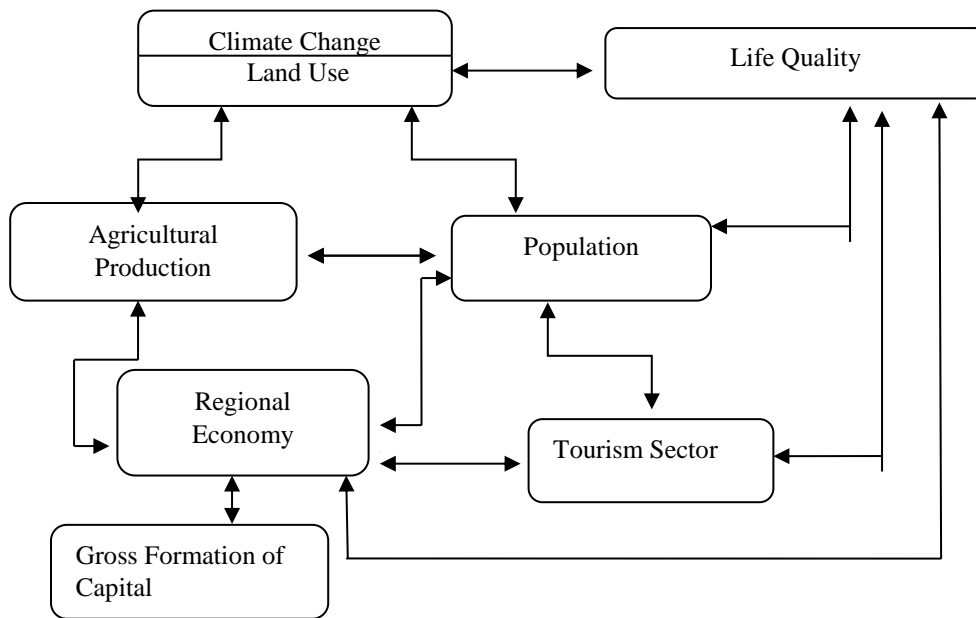 Climate Change
Land Use
Life Quality
Agricultural
Production
Population
Regional
Economy
Tourism Sector
Gross Formation of
Capital